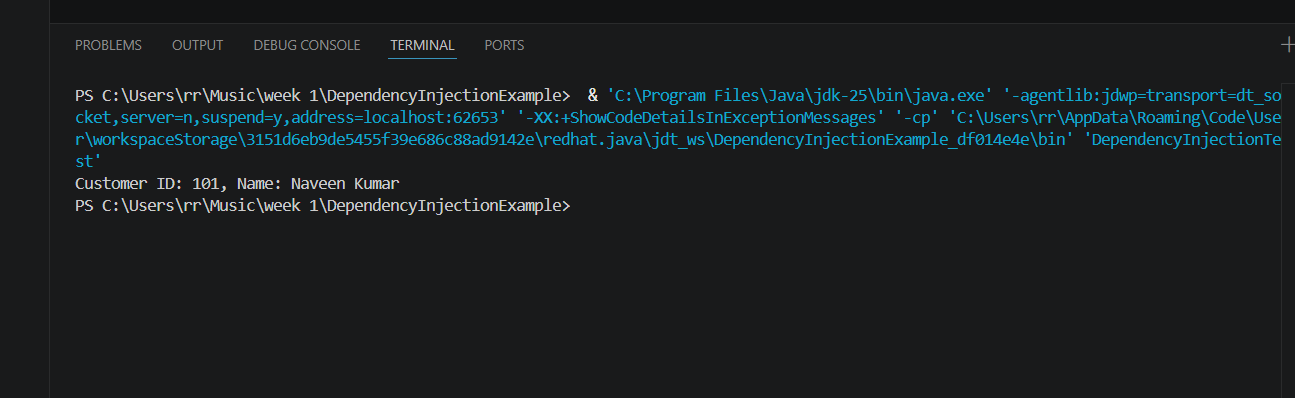 PROBLEMS OUTPUT DEBUG CONSOLE TERMINAL PORTS
PS C:\Users\rr\Music\week 1\DependencyInjectionExample>  & 'C:\Program Files\Java\jdk-25\bin\java.exe' '-agentlib:jdwp=transport=dt_so
cket,server=n,suspend=y,address=localhost:62653' '-XX:+ShowCodeDetailsInExceptionMessages' '-cp' 'C:\Users\rr\AppData\Roaming\Code\Use
r\workspaceStorage\3151d6eb9de5455f39e686c88ad9142e\redhat.java\jdt_ws\DependencyInjectionExample_df014e4e\bin' 'DependencyInjectionTe
st'
Customer ID: 101, Name: Naveen Kumar
PS C:\Users\rr\Music\week 1\DependencyInjectionExample>